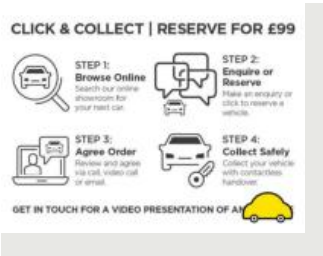 CLICK & COLLECT | RESERVE FOR £99
STEP 1:
Browse Online
Search our online
showroom for
your next car.
STEP 2:
Enquire or
Reserve
Make an enquiry or
click to reserve a
vehicle.
STEP 3:
Agree Order
Review and agree
via call, video call
or email.
STEP 4:
Collect Safely
Collect your vehicle
with contactless
handover.
GET IN TOUCH FOR A VIDEO PRESENTATION OF